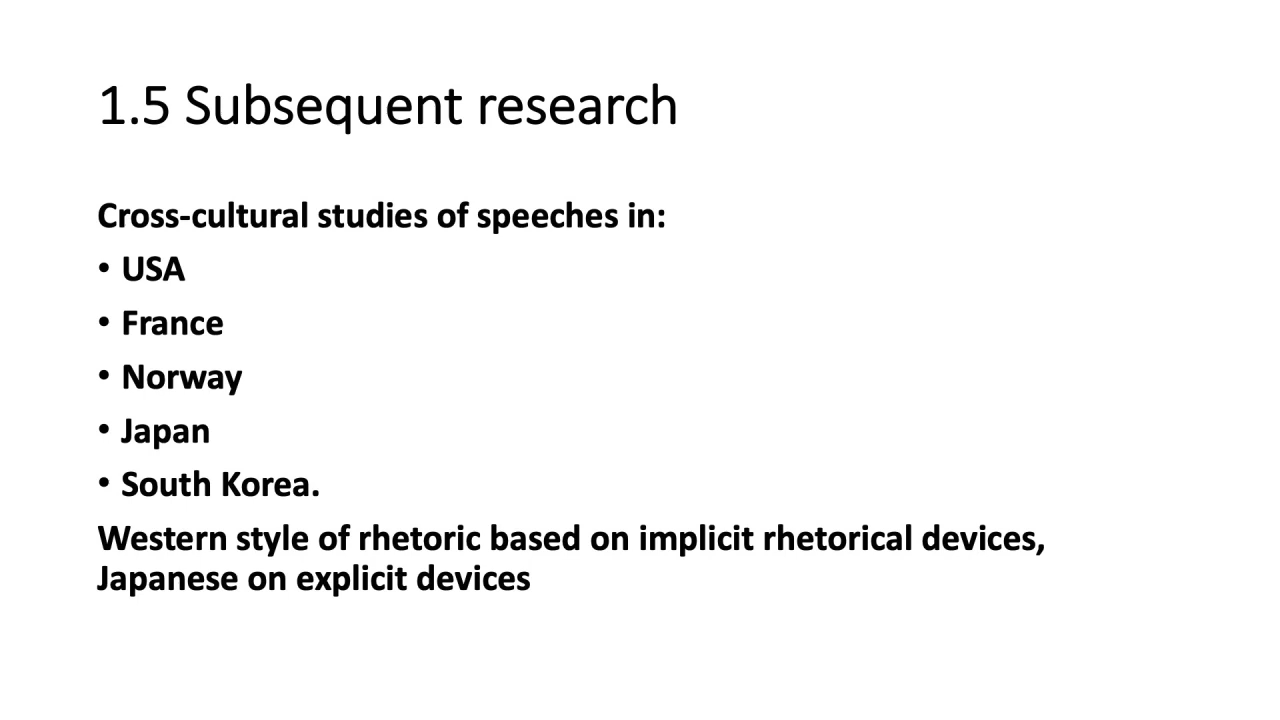 1.5 Subsequent research
Cross-cultural studies of speeches in:
• USA
• France
• Norway
• Japan
• South Korea.
Western style of rhetoric based on implicit rhetorical devices,
Japanese on explicit devices